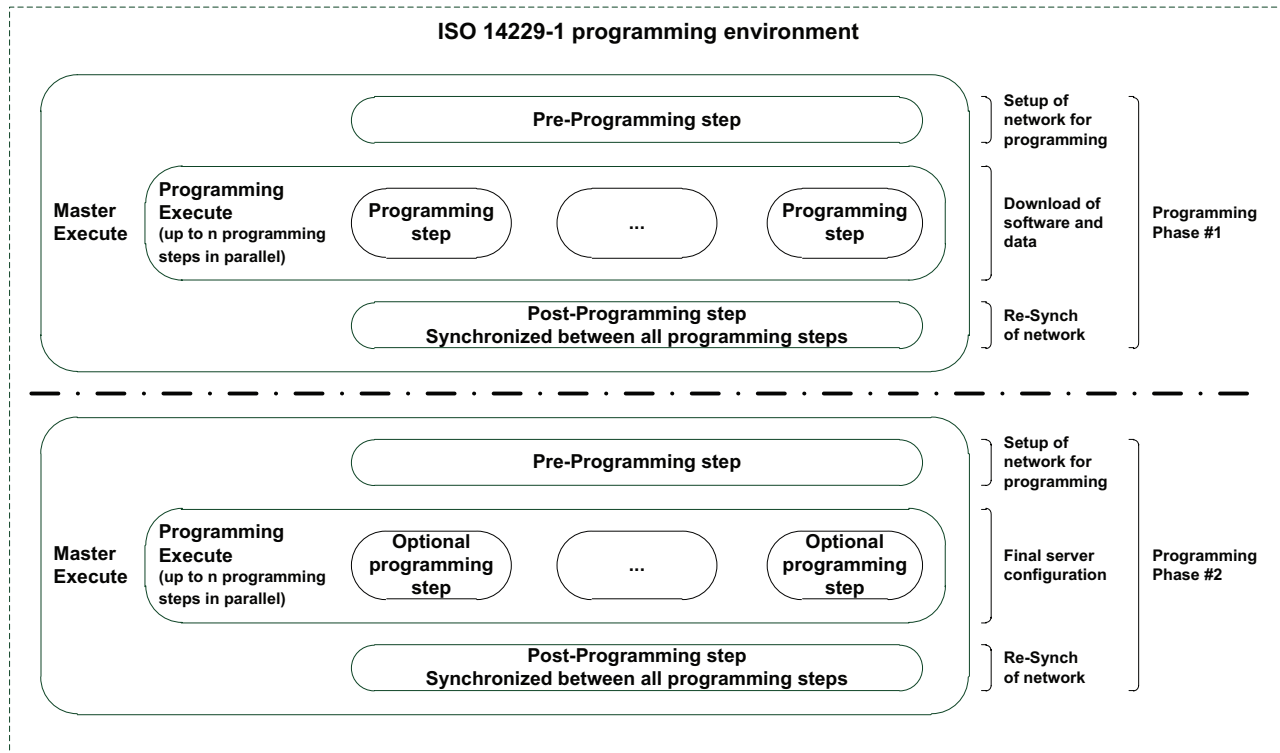 ISO 14229-1 programming environment
Pre-Programming step
Setup of
network for
programming
Master
Execute
Programming
Execute
(up to n programming
steps in parallel)
Programming
step
...
Programming
step
Download of
software and
data
Programming
Phase #1
Post-Programming step
Synchronized between all programming steps
Re-Synch
of network
Pre-Programming step
Setup of
network for
programming
Master
Execute
Programming
Execute
(up to n programming
steps in parallel)
Optional
programming
step
...
Optional
programming
step
Final server
configuration
Programming
Phase #2
Post-Programming step
Synchronized between all programming steps
Re-Synch
of network